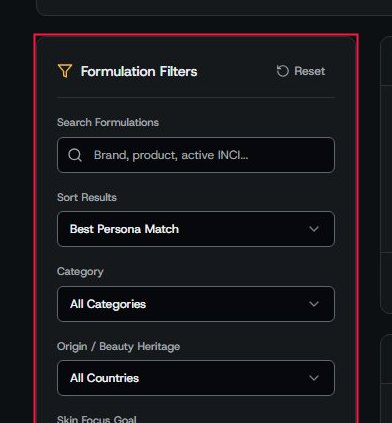 Formulation Filters
Reset
Search Formulations
Brand, product, active INCI...
Sort Results
Best Persona Match
Category
All Categories
Origin / Beauty Heritage
All Countries
Skin Focus Goal